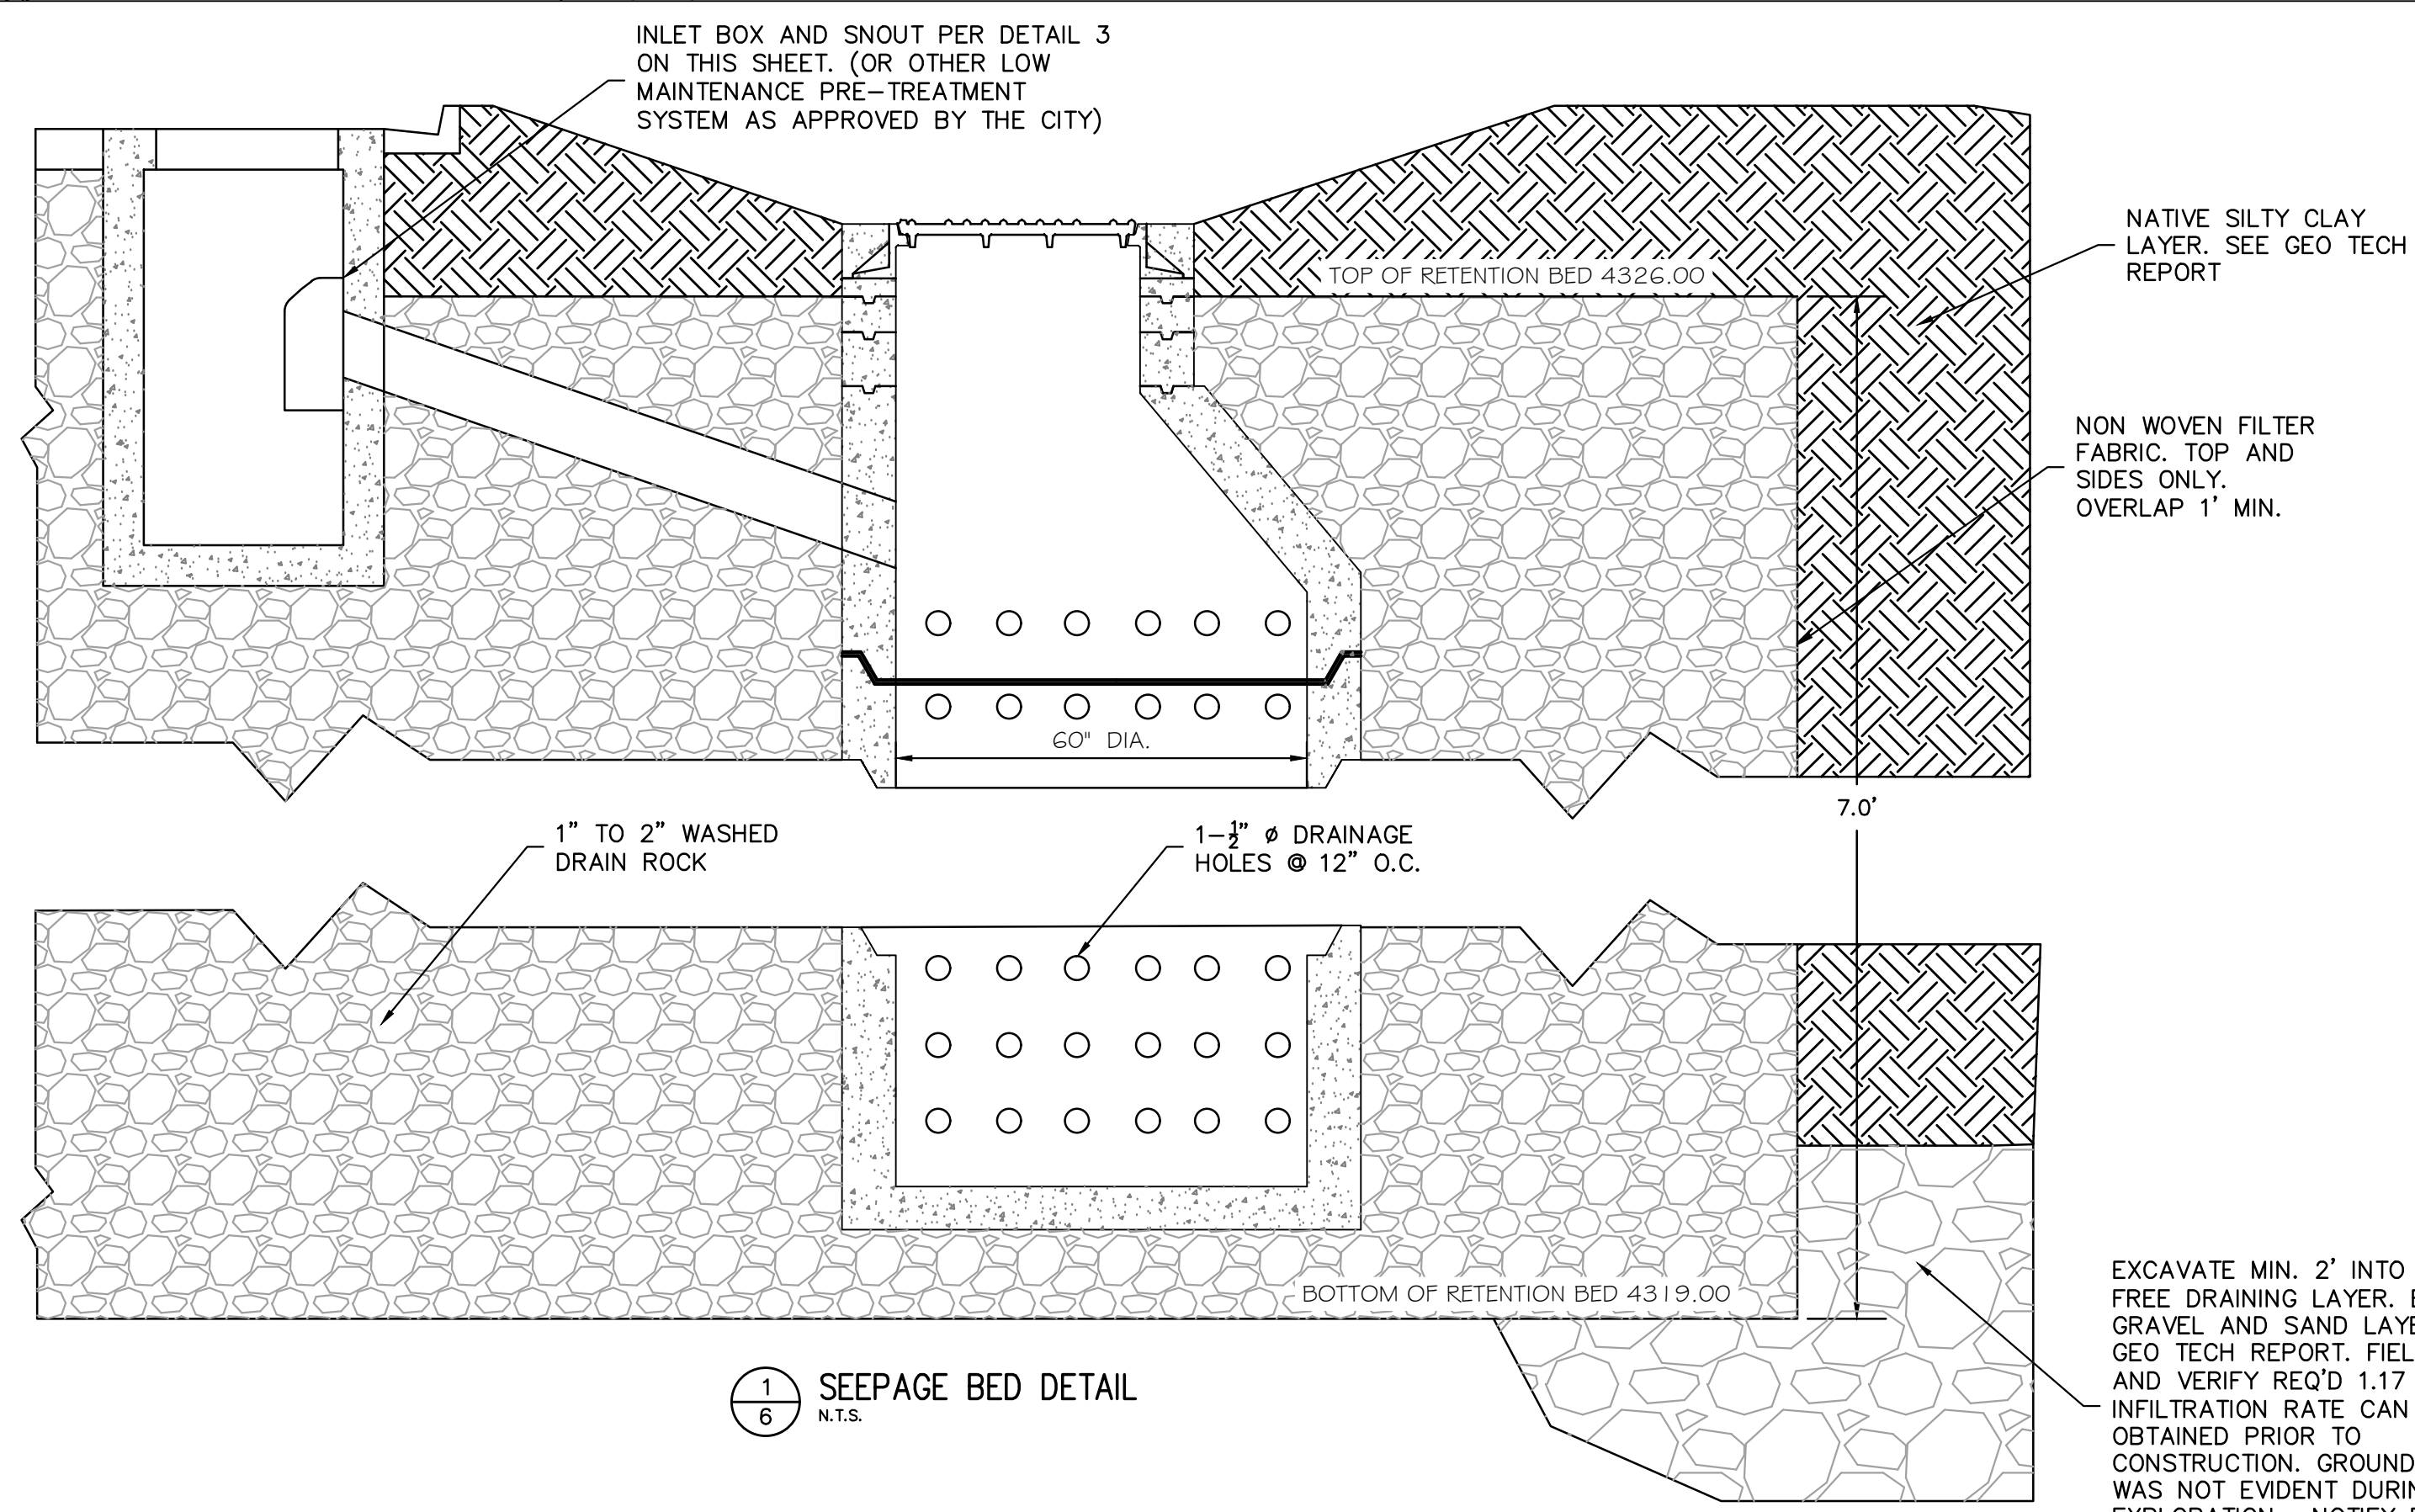 INLET BOX AND SNOUT PER DETAIL 3
ON THIS SHEET. (OR OTHER LOW
MAINTENANCE PRE-TREATMENT
SYSTEM AS APPROVED BY THE CITY)
TOP OF RETENTION BED 4326.00
NATIVE SILTY CLAY
LAYER. SEE GEO TECH
REPORT
NON WOVEN FILTER
FABRIC. TOP AND
SIDES ONLY.
OVERLAP 1' MIN.
60" DIA.
7.0'
1" TO 2" WASHED
DRAIN ROCK
1-½" ø DRAINAGE
HOLES @ 12" O.C.
BOTTOM OF RETENTION BED 4319.00
EXCAVATE MIN. 2' INTO
FREE DRAINING LAYER.
GRAVEL AND SAND
GEO TECH REPORT.
AND VERIFY REQ'D 1.17
INFILTRATION RATE CAN
OBTAINED PRIOR TO
CONSTRUCTION. GROUND
WAS NOT EVIDENT
EXPLORATION. NOTIFY
1
6
SEEPAGE BED DETAIL
N.T.S.